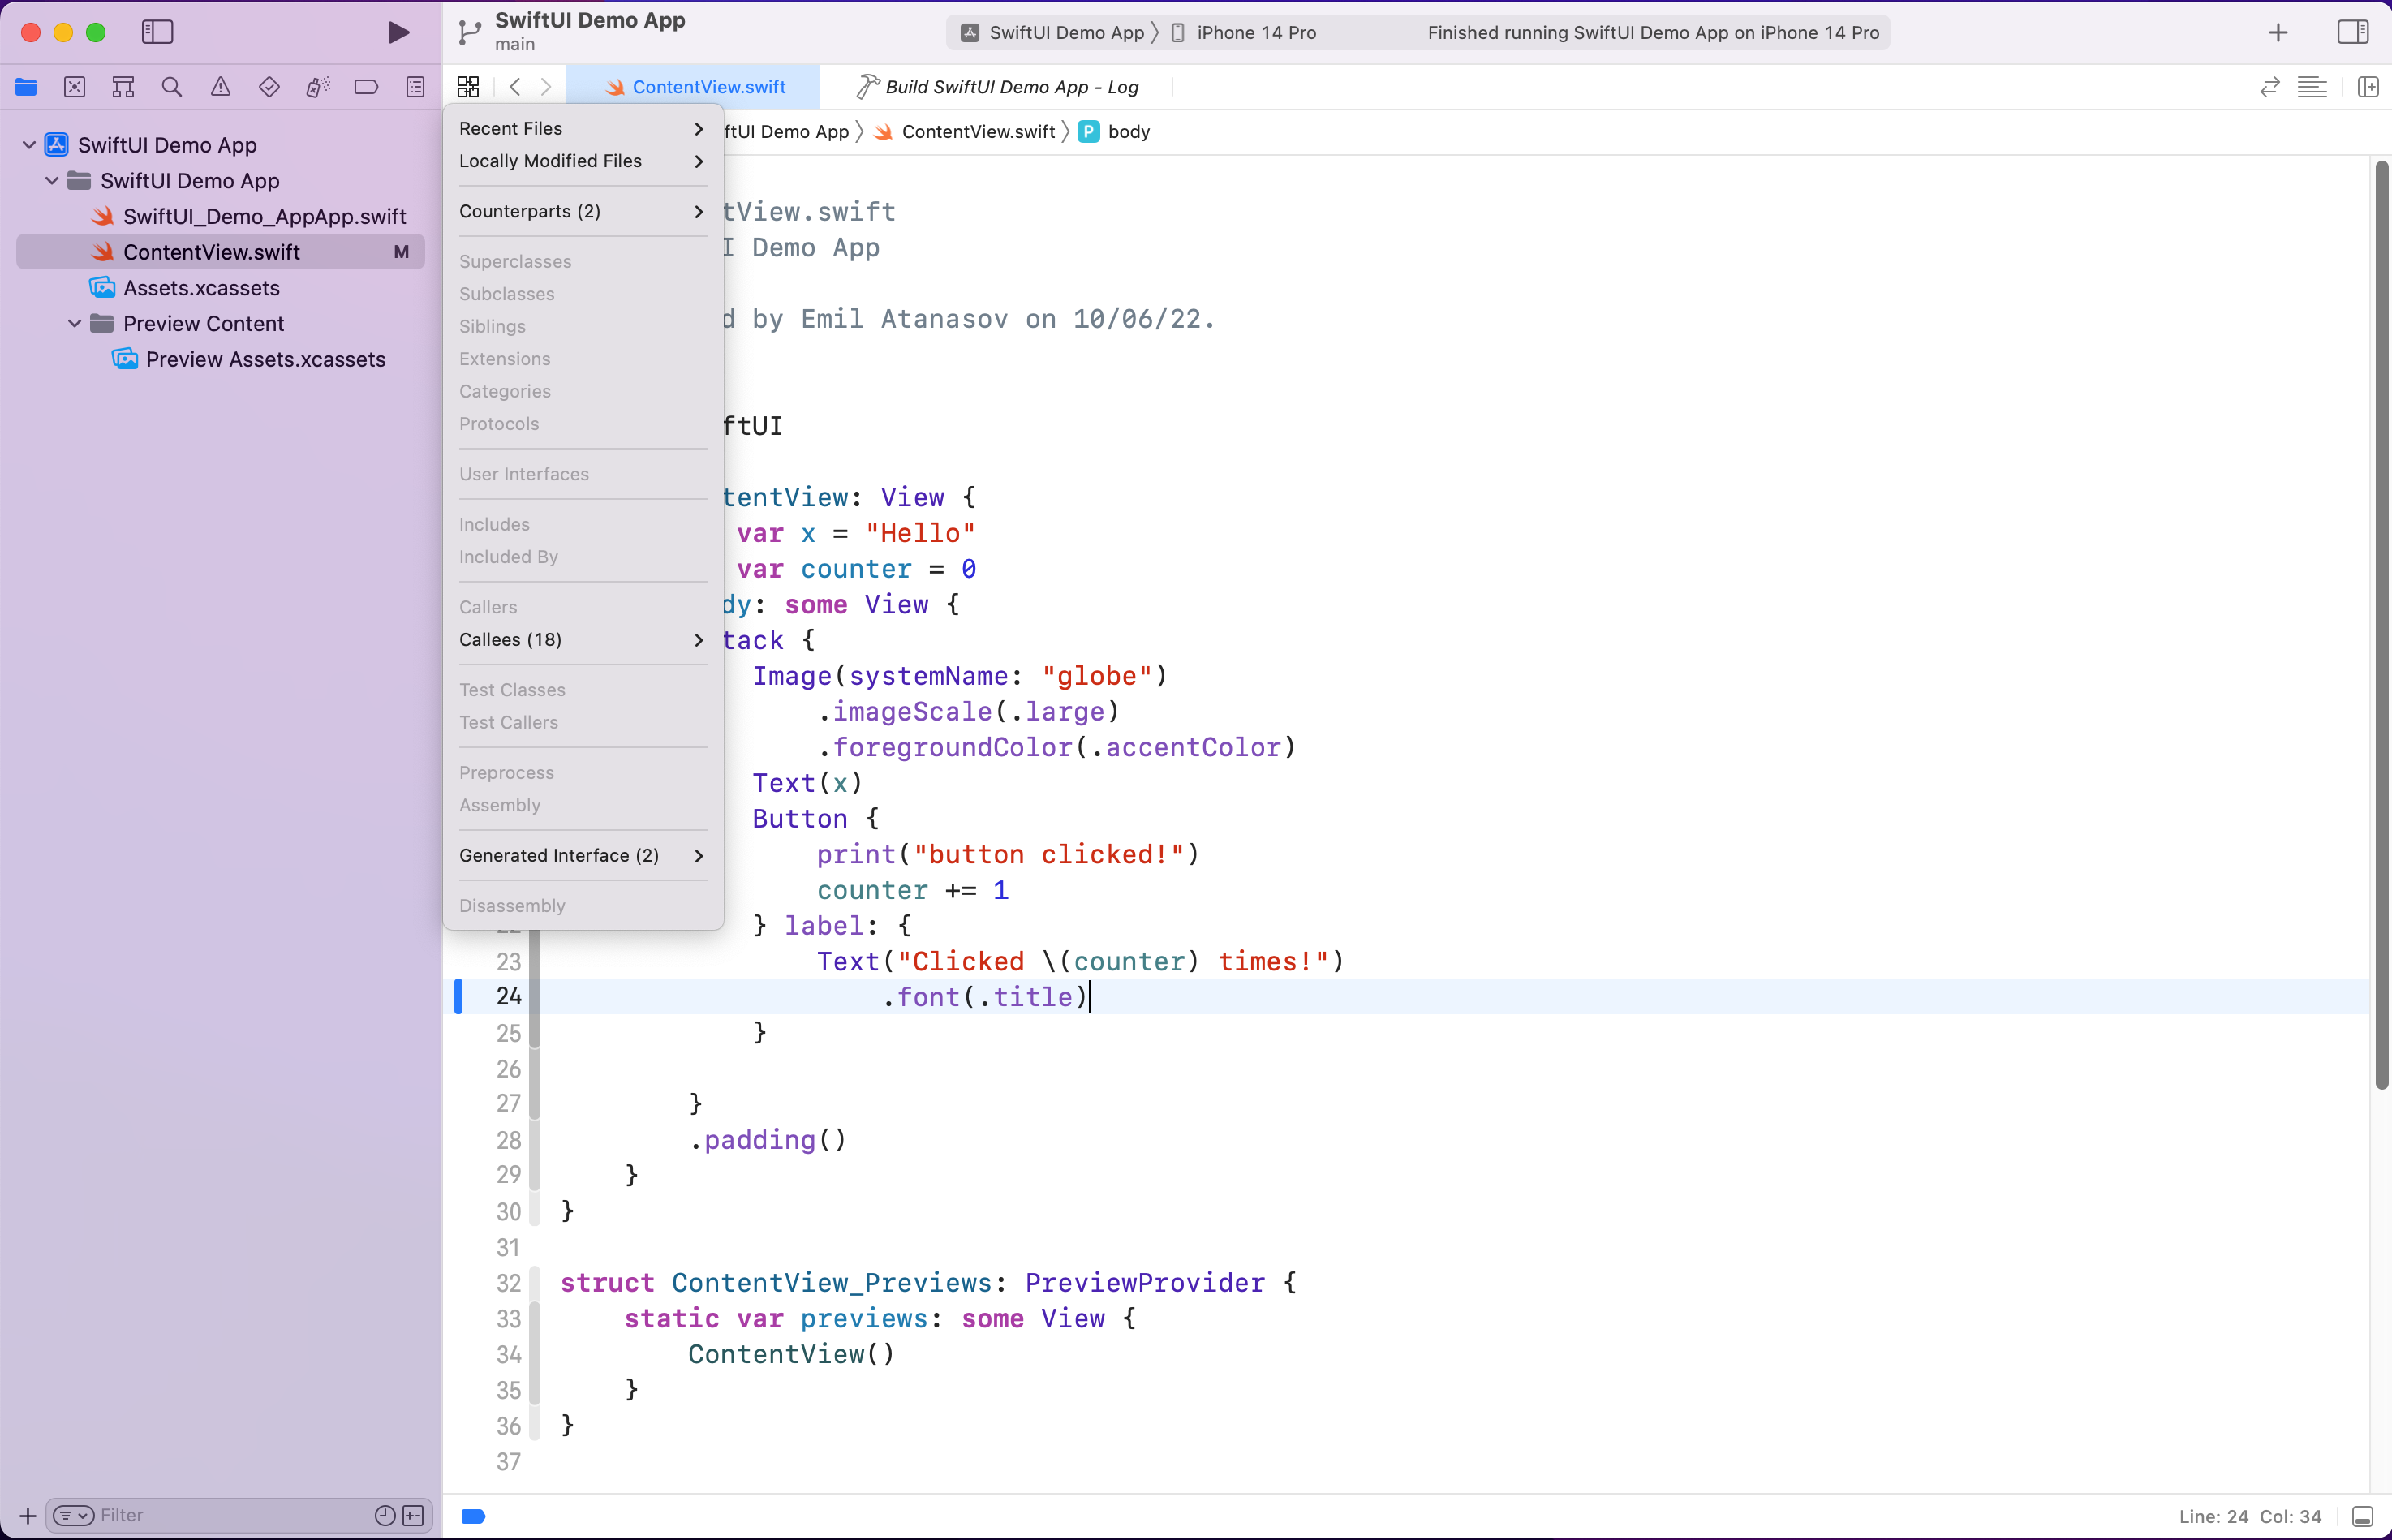 SwiftUI Demo App
main
SwiftUI Demo App
iPhone 14 Pro
Finished running SwiftUI Demo App on iPhone 14 Pro
ContentView.swift
Build SwiftUI Demo App - Log
SwiftUI Demo App
SwiftUI Demo App
SwiftUI_Demo_AppApp.swift
ContentView.swift M
Assets.xcassets
Preview Content
Preview Assets.xcassets
Recent Files
Locally Modified Files
Counterparts (2)
Superclasses
Subclasses
Siblings
Extensions
Categories
Protocols
User Interfaces
Includes
Included By
Callers
Callees (18)
Test Classes
Test Callers
Preprocess
Assembly
Generated Interface (2)
Disassembly
ftUI Demo App ContentView.swift P body
tView.swift
I Demo App
d by Emil Atanasov on 10/06/22.
ftUI
tentView: View {
var x = "Hello"
var counter = 0
dy: some View {
tack {
Image(systemName: "globe")
.imageScale(.large)
.foregroundColor(.accentColor)
Text(x)
Button {
print("button clicked!")
counter += 1
} label: {
23 Text("Clicked \(counter) times!")
24 .font(.title)
25 }
26
27 }
28 .padding()
29 }
30 }
31
32 struct ContentView_Previews: PreviewProvider {
33 static var previews: some View {
34 ContentView()
35 }
36 }
37
Filter
Line: 24 Col: 34